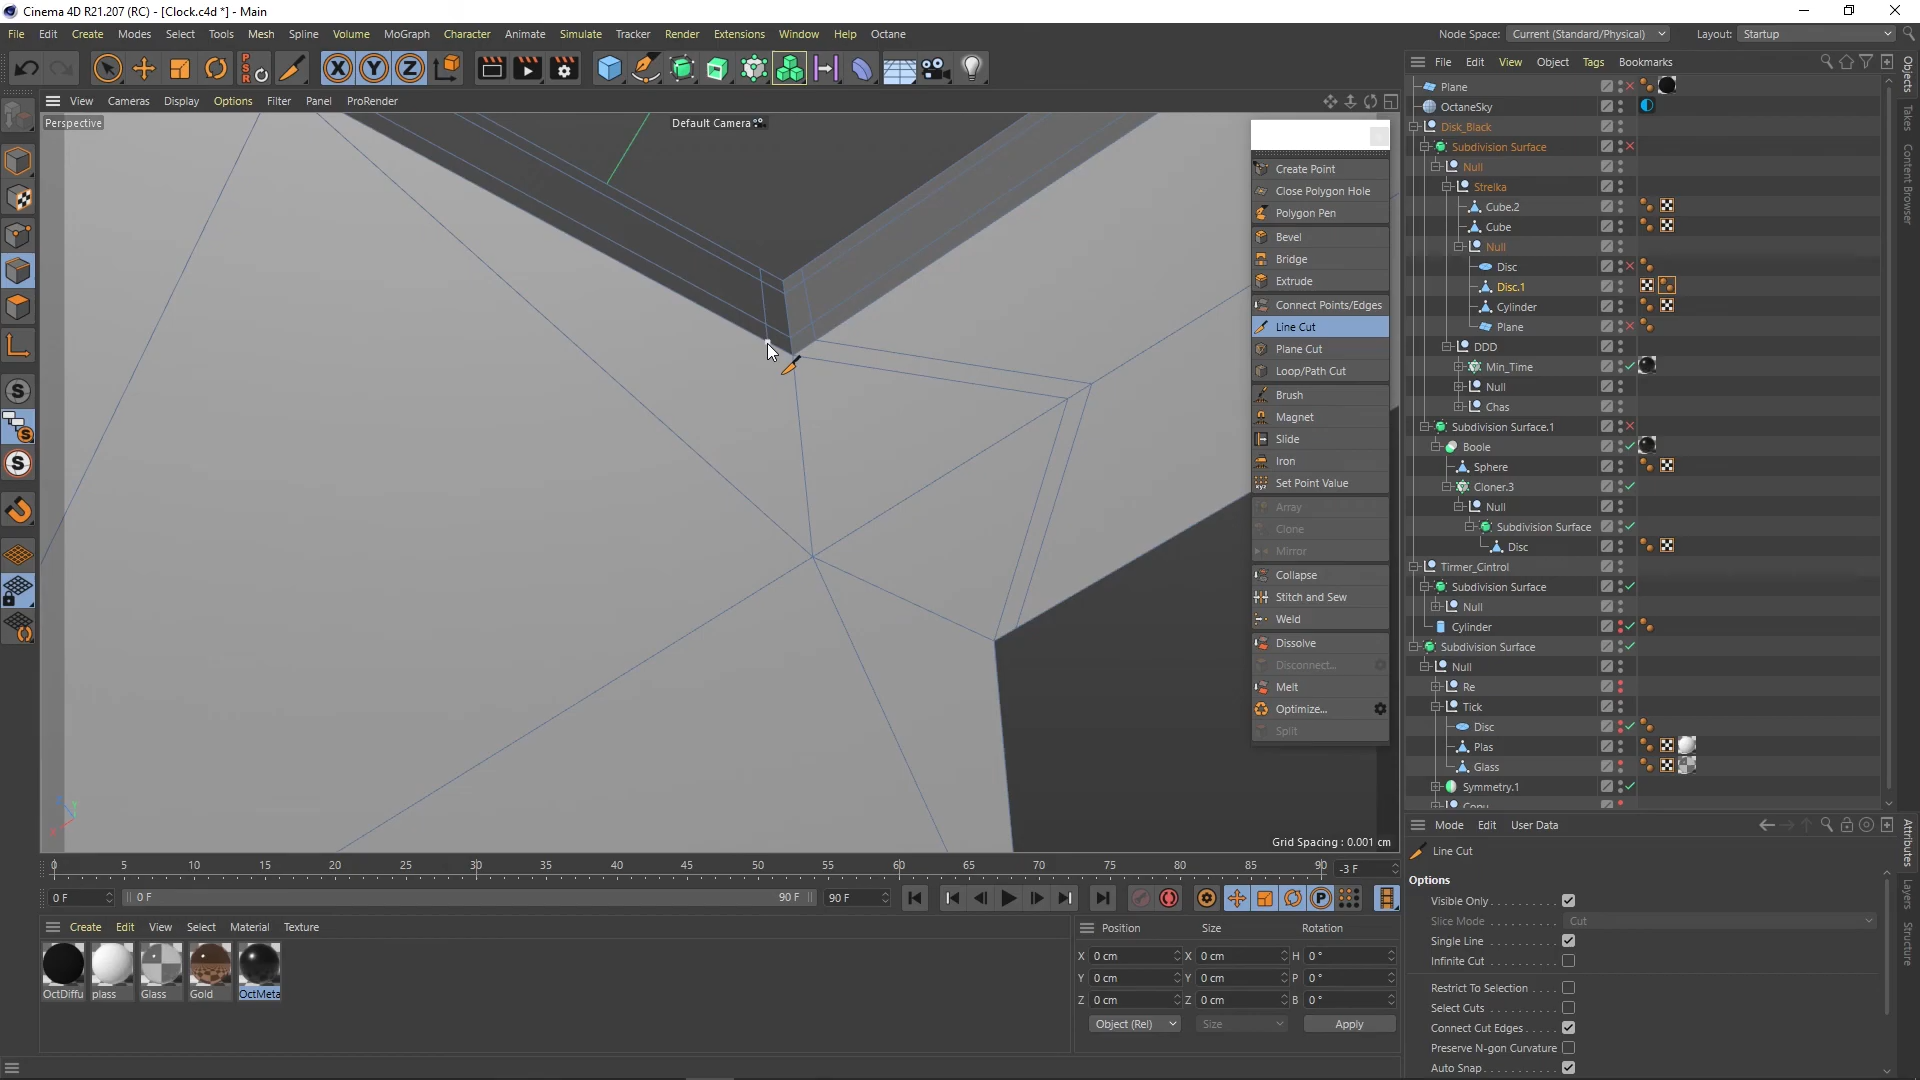 Cinema 4D R21.207 (RC) - [Clock.c4d *] - Main
File Edit Create Modes Select Tools Mesh Spline Volume MoGraph Character Animate Simulate Tracker Render Extensions Window Help Octane
Node Space: Current (Standard/Physical) Layout: Startup
View Cameras Display Options Filter Panel ProRender
Perspective
Default Camera
Create Point
Close Polygon Hole
Polygon Pen
Bevel
Bridge
Extrude
Connect Points/Edges
Line Cut
Plane Cut
Loop/Path Cut
Brush
Magnet
Slide
Iron
Set Point Value
Array
Clone
Mirror
Collapse
Stitch and Sew
Weld
Dissolve
Disconnect...
Melt
Optimize...
Split
Grid Spacing : 0.001 cm
File Edit View Object Tags Bookmarks
Plane
OctaneSky
Disk_Black
Subdivision Surface
Null
Strelka
Cube.2
Cube
Null
Disc
Disc.1
Cylinder
Plane
DDD
Min_Time
Null
Chas
Subdivision Surface.1
Boole
Sphere
Cloner.3
Null
Subdivision Surface
Disc
Tirmer_Cintrol
Subdivision Surface
Null
Cylinder
Subdivision Surface
Null
Re
Tick
Disc
Plas
Glass
Symmetry.1
Objects
Takes
Content Browser
Mode Edit User Data
Line Cut
Options
Visible Only
Slice Mode Cut
Single Line
Infinite Cut
Restrict To Selection
Select Cuts
Connect Cut Edges
Preserve N-gon Curvature
Auto Snap
Attributes
Layers
Structure
0 5 10 15 20 25 30 35 40 45 50 55 60 65 70 75 80 85 90 -3 F
0 F 0 F 90 F 90 F
Create Edit View Select Material Texture
OctDiffu plass Glass Gold OctMeta
Position Size Rotation
X 0 cm X 0 cm H 0 °
Y 0 cm Y 0 cm P 0 °
Z 0 cm Z 0 cm B 0 °
Object (Rel) Size Apply